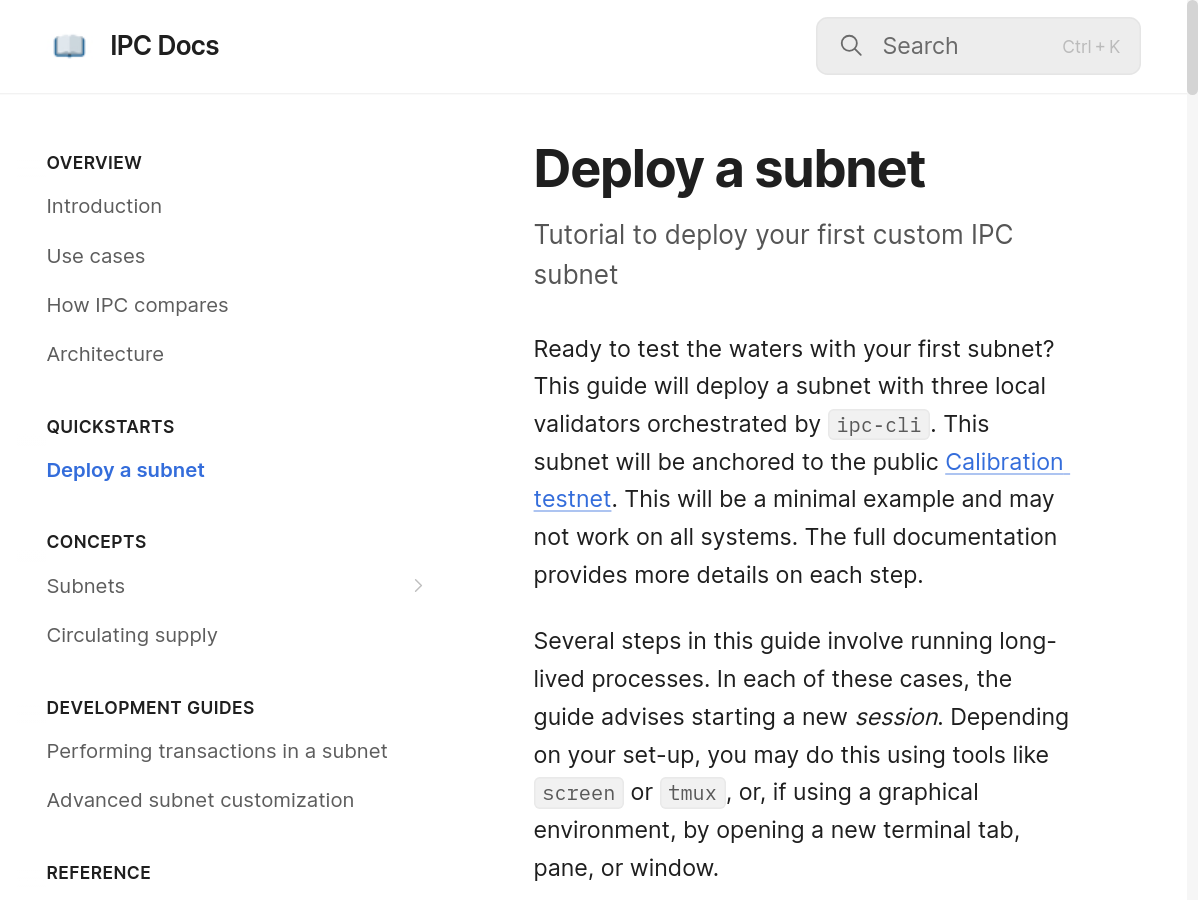 IPC Docs
Search
Ctrl + K
OVERVIEW
Introduction
Use cases
How IPC compares
Architecture
QUICKSTARTS
Deploy a subnet
CONCEPTS
Subnets
Circulating supply
DEVELOPMENT GUIDES
Performing transactions in a subnet
Advanced subnet customization
REFERENCE
Deploy a subnet
Tutorial to deploy your first custom IPC
subnet
Ready to test the waters with your first subnet?
This guide will deploy a subnet with three local
validators orchestrated by ipc-cli. This
subnet will be anchored to the public Calibration
testnet. This will be a minimal example and may
not work on all systems. The full documentation
provides more details on each step.
Several steps in this guide involve running long-
lived processes. In each of these cases, the
guide advises starting a new session. Depending
on your set-up, you may do this using tools like
screen or tmux, or, if using a graphical
environment, by opening a new terminal tab,
pane, or window.